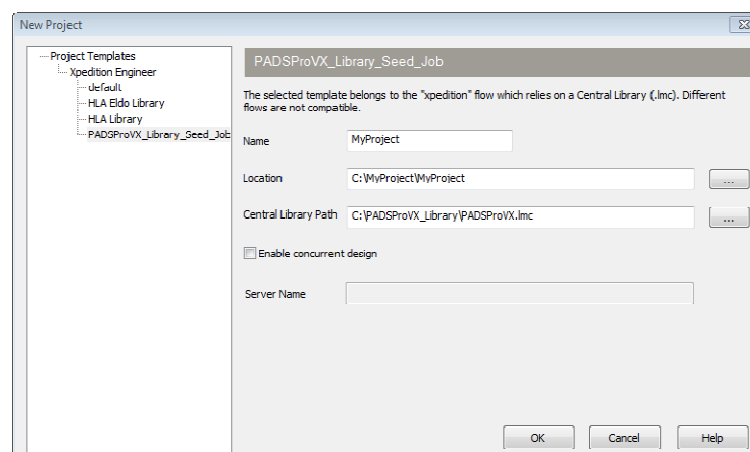 New Project
Project Templates
Xpedition Engineer
default
HLA Eldo Library
HLA Library
PADSProVX_Library_Seed_Job
PADSProVX_Library_Seed_Job
The selected template belongs to the "xpedition" flow which relies on a Central Library (.lmc). Different
flows are not compatible.
Name
MyProject
Location
C:\MyProject\MyProject
...
Central Library Path
C:\PADSProVX_Library\PADSProVX.lmc
...
Enable concurrent design
Server Name
OK
Cancel
Help